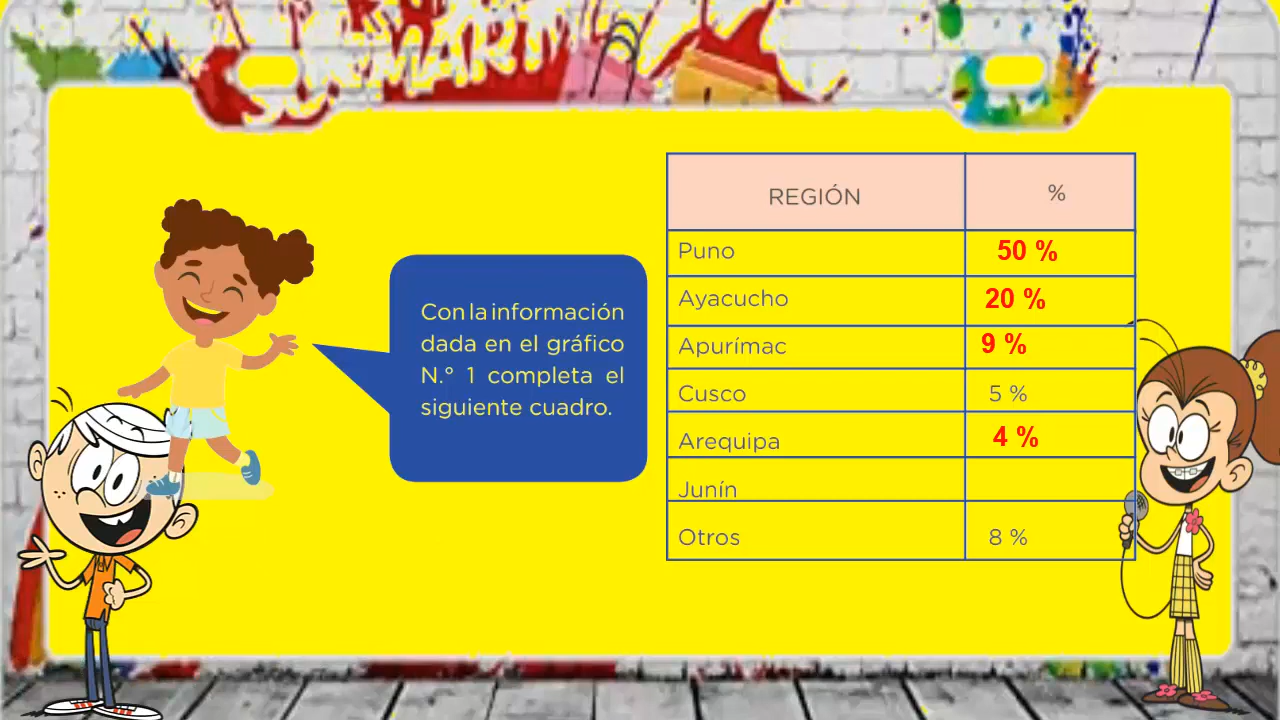 REGIÓN %
Puno 50 %
Ayacucho 20 %
Apurímac 9 %
Cusco 5 %
Arequipa 4 %
Junín
Otros 8 %
Con la información
dada en el gráfico
N.° 1 completa el
siguiente cuadro.